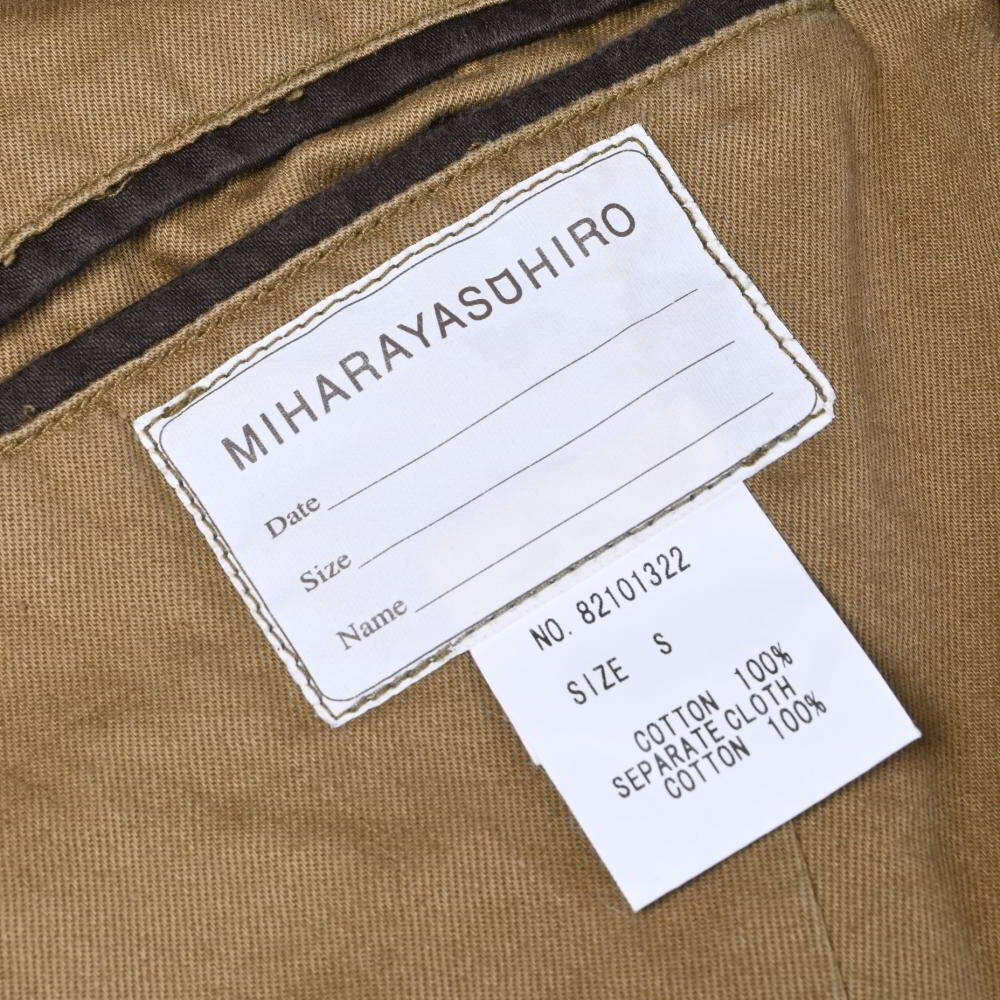 MIHARAYASUHIRO
Date
Size
Name
NO. 82101322
SIZE S
COTTON 100%
SEPARATE CLOTH
COTTON 100%